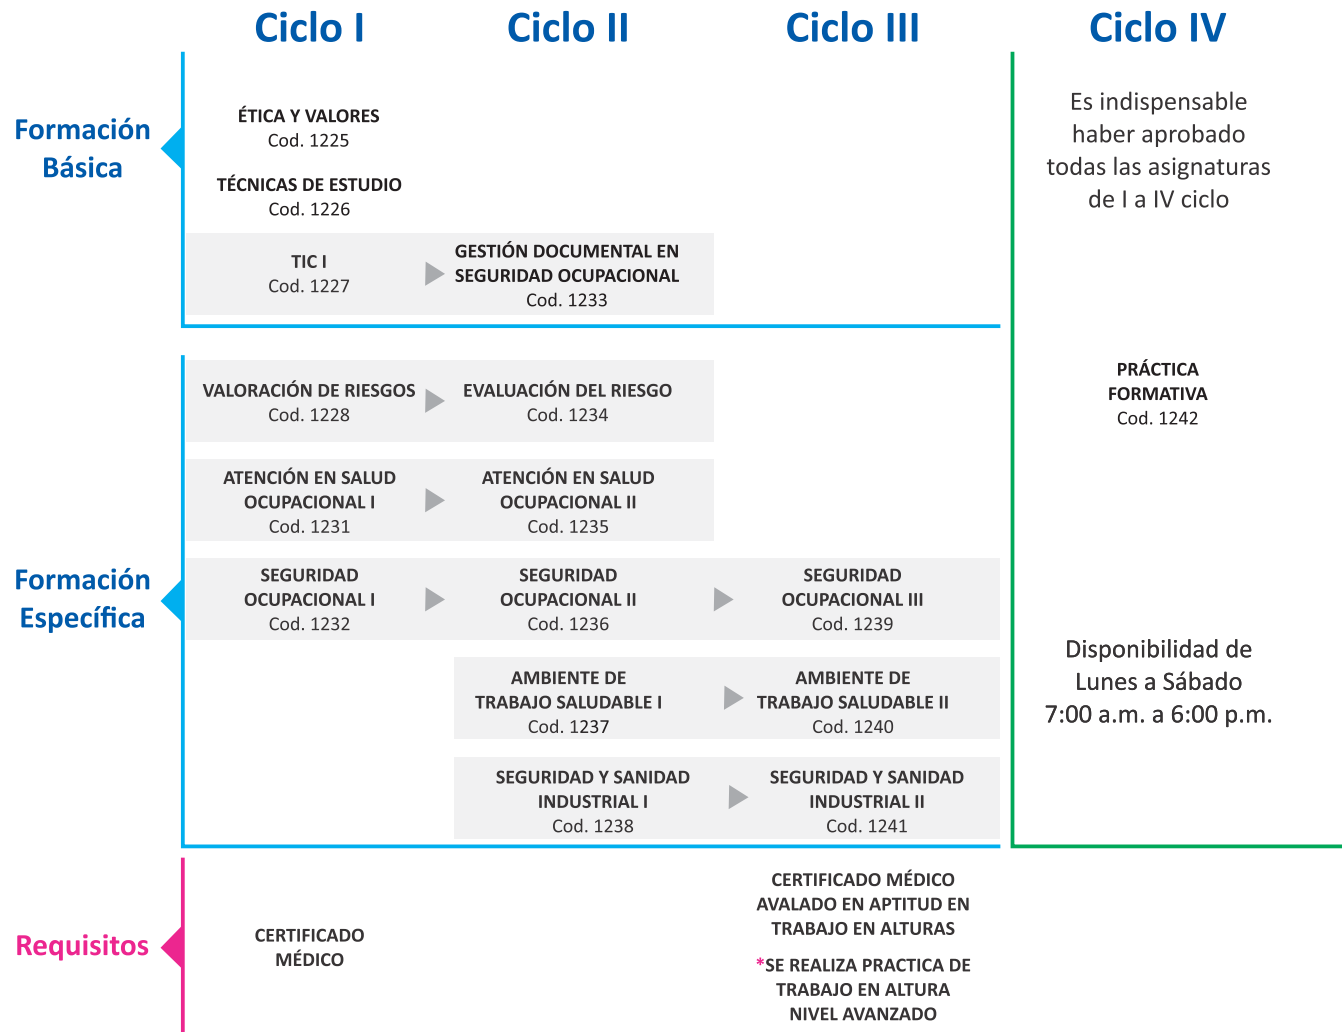 Ciclo I
Ciclo II
Ciclo III
Ciclo IV
Formación
Básica
ÉTICA Y VALORES
Cod. 1225
TÉCNICAS DE ESTUDIO
Cod. 1226
TIC I
Cod. 1227
GESTIÓN DOCUMENTAL EN
SEGURIDAD OCUPACIONAL
Cod. 1233
Es indispensable
haber aprobado
todas las asignaturas
de I a IV ciclo
Formación
Específica
VALORACIÓN DE RIESGOS
Cod. 1228
EVALUACIÓN DEL RIESGO
Cod. 1234
ATENCIÓN EN SALUD
OCUPACIONAL I
Cod. 1231
ATENCIÓN EN SALUD
OCUPACIONAL II
Cod. 1235
SEGURIDAD
OCUPACIONAL I
Cod. 1232
SEGURIDAD
OCUPACIONAL II
Cod. 1236
SEGURIDAD
OCUPACIONAL III
Cod. 1239
AMBIENTE DE
TRABAJO SALUDABLE I
Cod. 1237
AMBIENTE DE
TRABAJO SALUDABLE II
Cod. 1240
SEGURIDAD Y SANIDAD
INDUSTRIAL I
Cod. 1238
SEGURIDAD Y SANIDAD
INDUSTRIAL II
Cod. 1241
PRÁCTICA
FORMATIVA
Cod. 1242
Disponibilidad de
Lunes a Sábado
7:00 a.m. a 6:00 p.m.
Requisitos
CERTIFICADO
MÉDICO
CERTIFICADO MÉDICO
AVALADO EN APTITUD EN
TRABAJO EN ALTURAS
*SE REALIZA PRACTICA DE
TRABAJO EN ALTURA
NIVEL AVANZADO